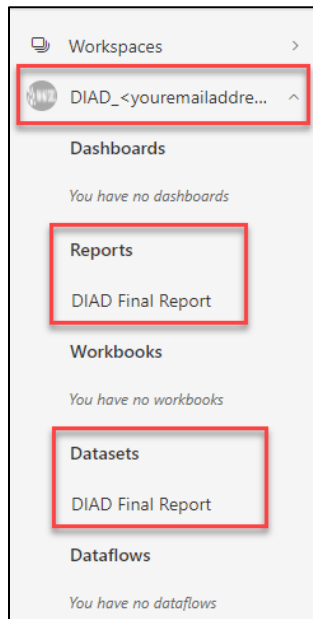 Workspaces
DIAD_<youremailaddre...
Dashboards
You have no dashboards
Reports
DIAD Final Report
Workbooks
You have no workbooks
Datasets
DIAD Final Report
Dataflows
You have no dataflows